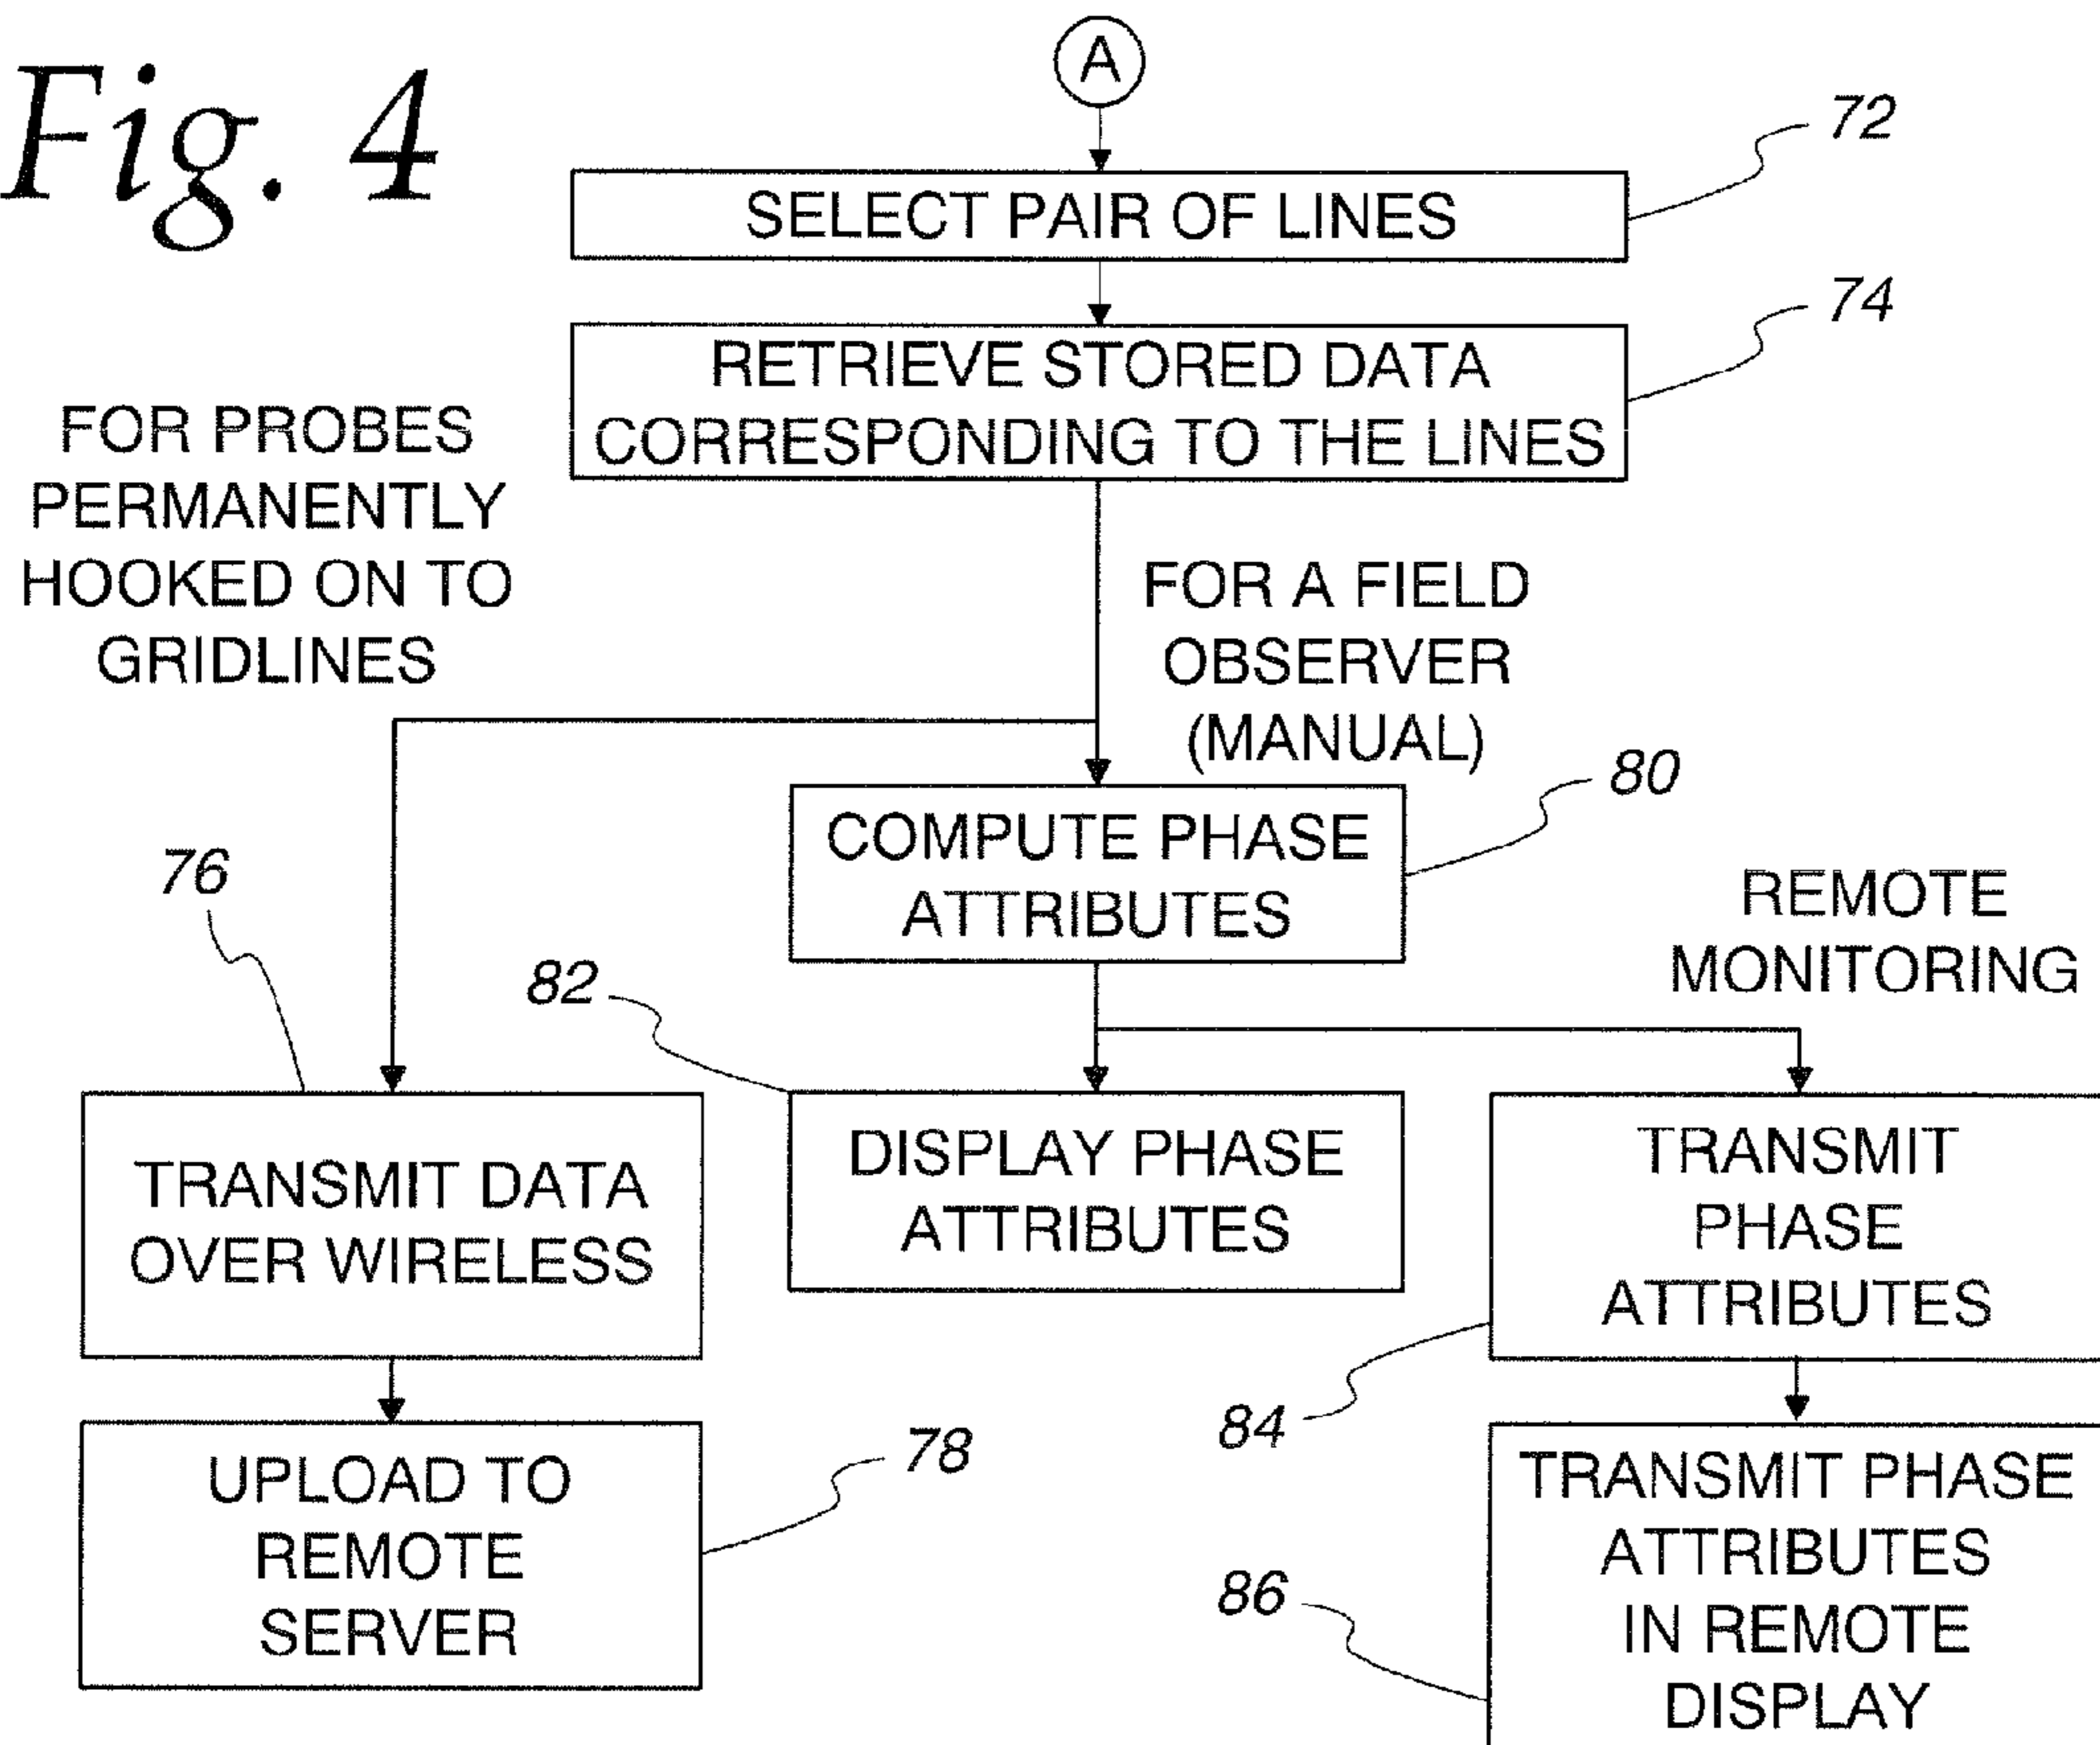 Fig. 4
A
72
SELECT PAIR OF LINES
74
RETRIEVE STORED DATA
CORRESPONDING TO THE LINES
FOR PROBES
PERMANENTLY
HOOKED ON TO
GRIDLINES
FOR A FIELD
OBSERVER
(MANUAL)
80
COMPUTE PHASE
ATTRIBUTES
REMOTE
MONITORING
76
82
TRANSMIT DATA
OVER WIRELESS
DISPLAY PHASE
ATTRIBUTES
TRANSMIT
PHASE
ATTRIBUTES
84
78
UPLOAD TO
REMOTE
SERVER
86
TRANSMIT PHASE
ATTRIBUTES
IN REMOTE
DISPLAY